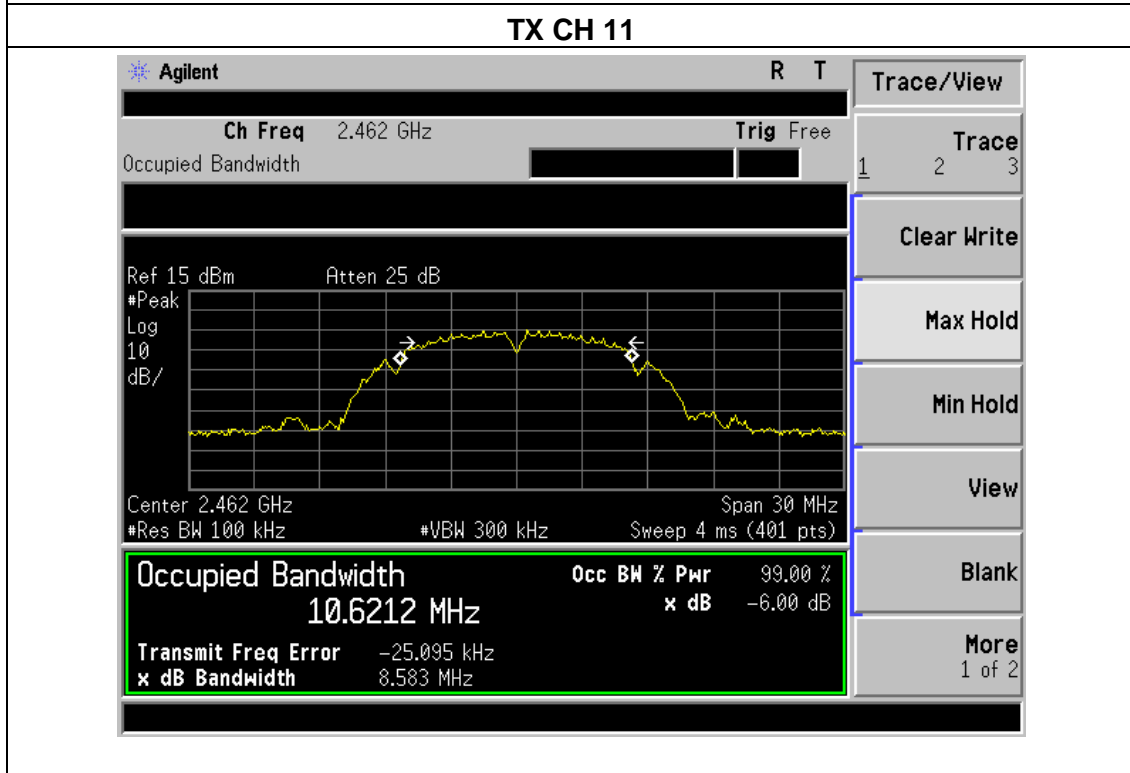 TX CH 11
Agilent R T
Trace/View
Ch Freq 2.462 GHz Trig Free
Occupied Bandwidth
Trace
1 2 3
Clear Write
Ref 15 dBm Atten 25 dB
#Peak
Log
10
dB/
Max Hold
Min Hold
View
Center 2.462 GHz Span 30 MHz
#Res BW 100 kHz #VBW 300 kHz Sweep 4 ms (401 pts)
Occupied Bandwidth Occ BW % Pwr 99.00 %
10.6212 MHz x dB -6.00 dB
Blank
Transmit Freq Error -25.095 kHz
x dB Bandwidth 8.583 MHz
More
1 of 2